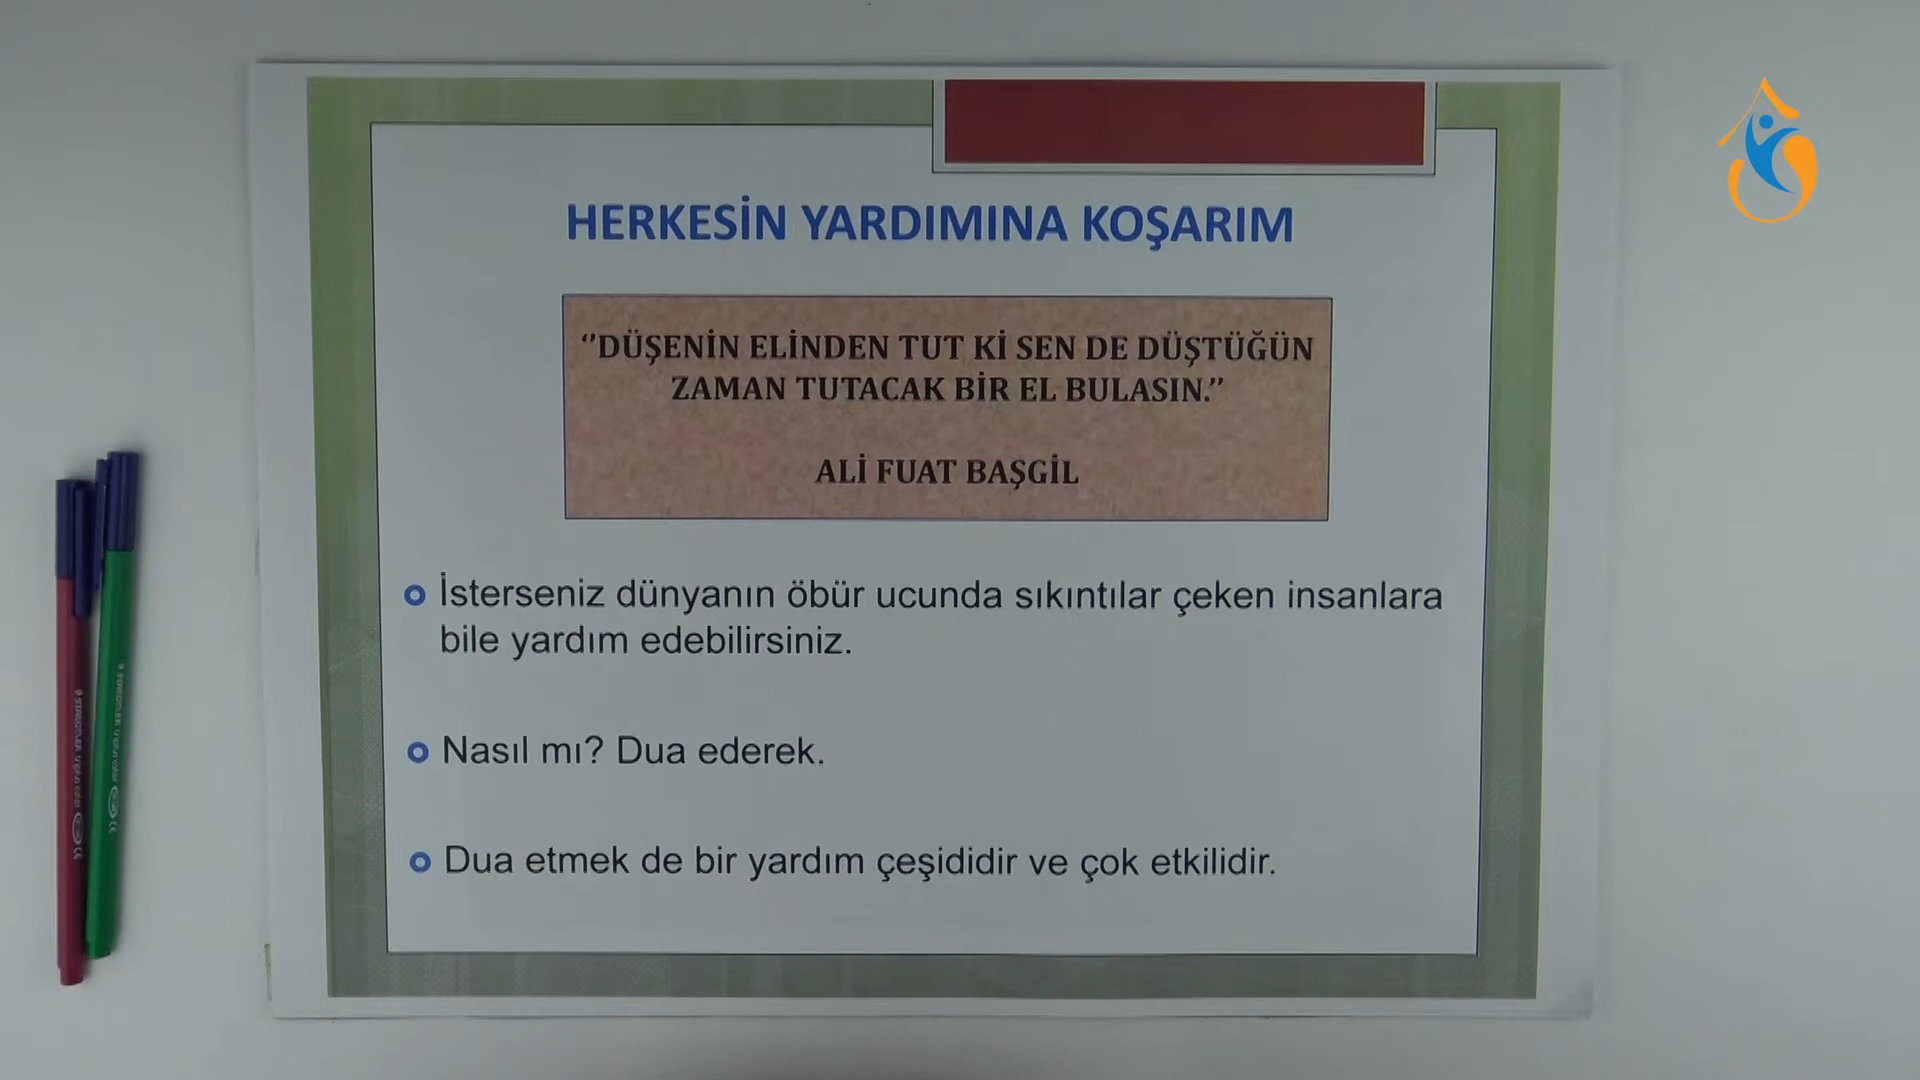 HERKESİN YARDIMINA KOŞARIM
‘’DÜŞENİN ELİNDEN TUT Kİ SEN DE DÜŞTÜĞÜN
ZAMAN TUTACAK BİR EL BULASIN.’’
ALİ FUAT BAŞGİL
İsterseniz dünyanın öbür ucunda sıkıntılar çeken insanlara
bile yardım edebilirsiniz.
Nasıl mı? Dua ederek.
Dua etmek de bir yardım çeşididir ve çok etkilidir.